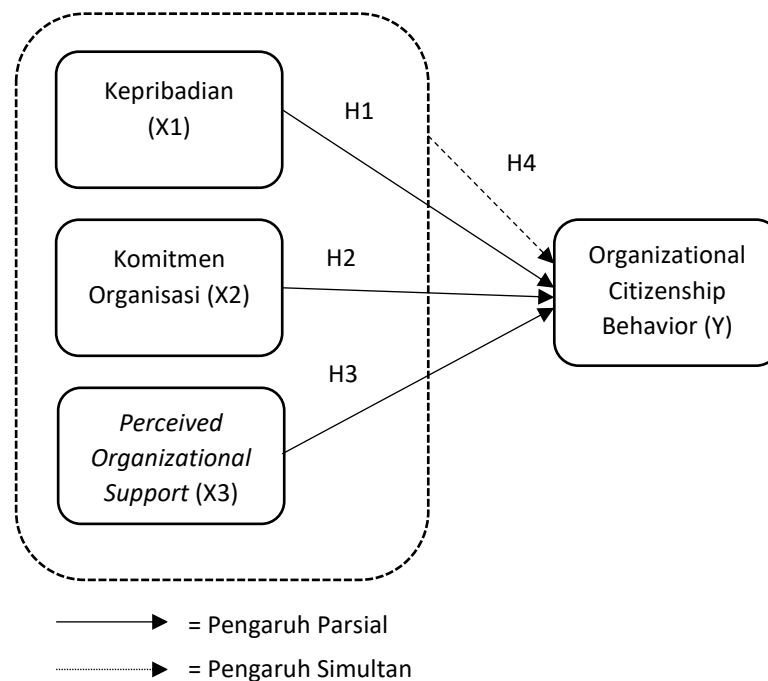 Kepribadian
(X1)
H1
H4
Komitmen
Organisasi (X2)
H2
Organizational
Citizenship
Behavior (Y)
H3
Perceived
Organizational
Support (X3)
= Pengaruh Parsial
= Pengaruh Simultan